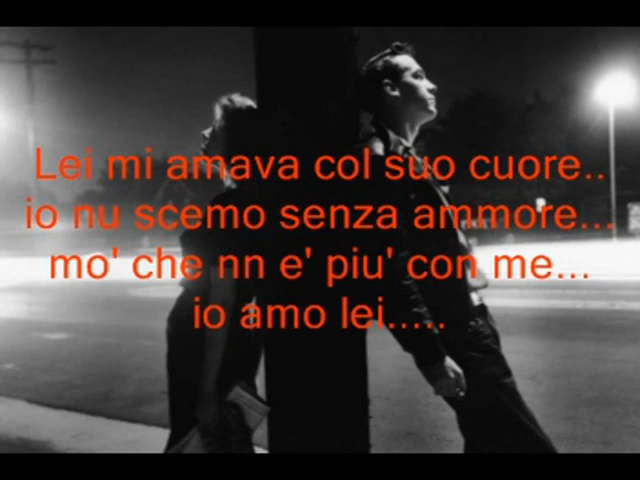 Lei mi amava col suo cuore..
io nu scemo senza ammore...
mo' che nn e' piu' con me...
io amo lei.....